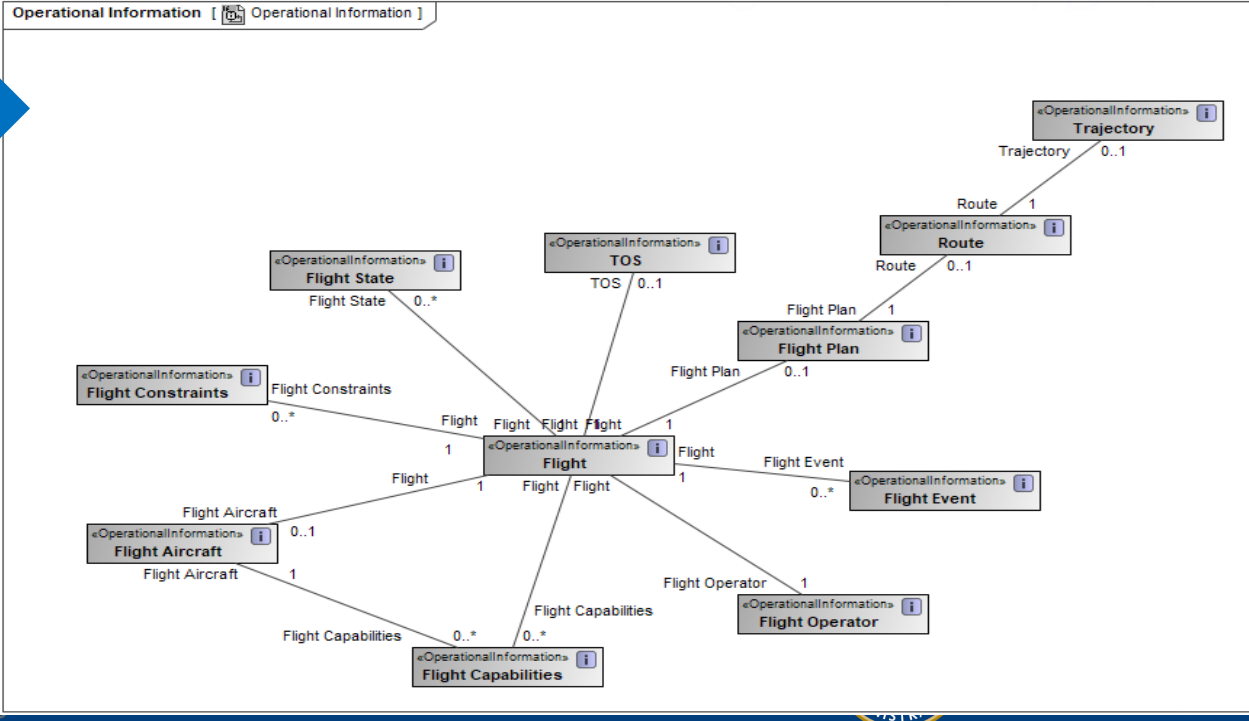 Operational Information [ Operational Information ]
«OperationalInformation» i
Trajectory
Trajectory 0..1
Route 1
«OperationalInformation» i
Route
Route 0..1
«OperationalInformation» i
TOS
TOS 0..1
«OperationalInformation» i
Flight State
Flight State 0..*
Flight Plan 1
«OperationalInformation» i
Flight Plan
Flight Plan 0..1
«OperationalInformation» i
Flight Constraints
Flight Constraints
0..*
Flight
1
Flight Flight Flight
1
«OperationalInformation» i
Flight
Flight
1
Flight Event
0..*
«OperationalInformation» i
Flight Event
Flight
1
Flight Flight
Flight Aircraft
0..1
«OperationalInformation» i
Flight Aircraft
Flight Aircraft 1
Flight Operator 1
«OperationalInformation» i
Flight Operator
Flight Capabilities
0..*
Flight Capabilities 0..*
«OperationalInformation» i
Flight Capabilities